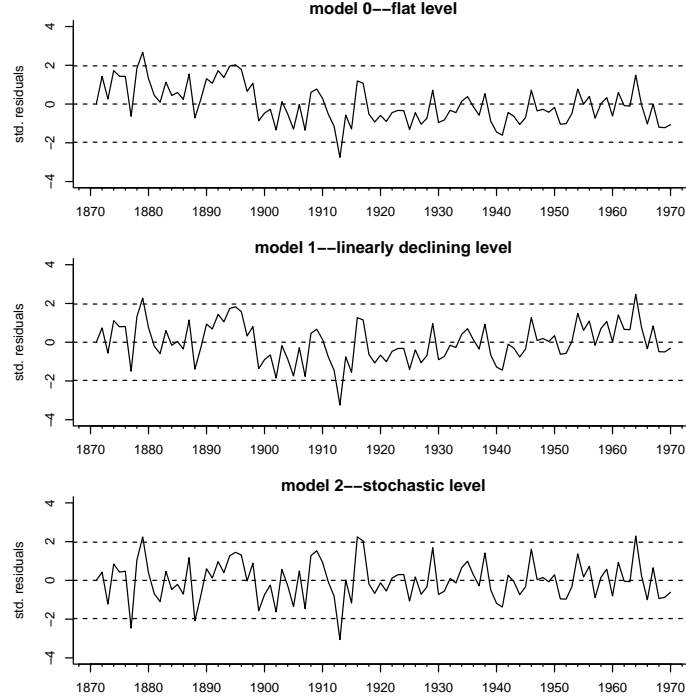 model 0−−flat level
4
2
0
−2
−4
std. residuals
1870 1880 1890 1900 1910 1920 1930 1940 1950 1960 1970
model 1−−linearly declining level
4
2
0
−2
−4
std. residuals
1870 1880 1890 1900 1910 1920 1930 1940 1950 1960 1970
model 2−−stochastic level
4
2
0
−2
−4
std. residuals
1870 1880 1890 1900 1910 1920 1930 1940 1950 1960 1970